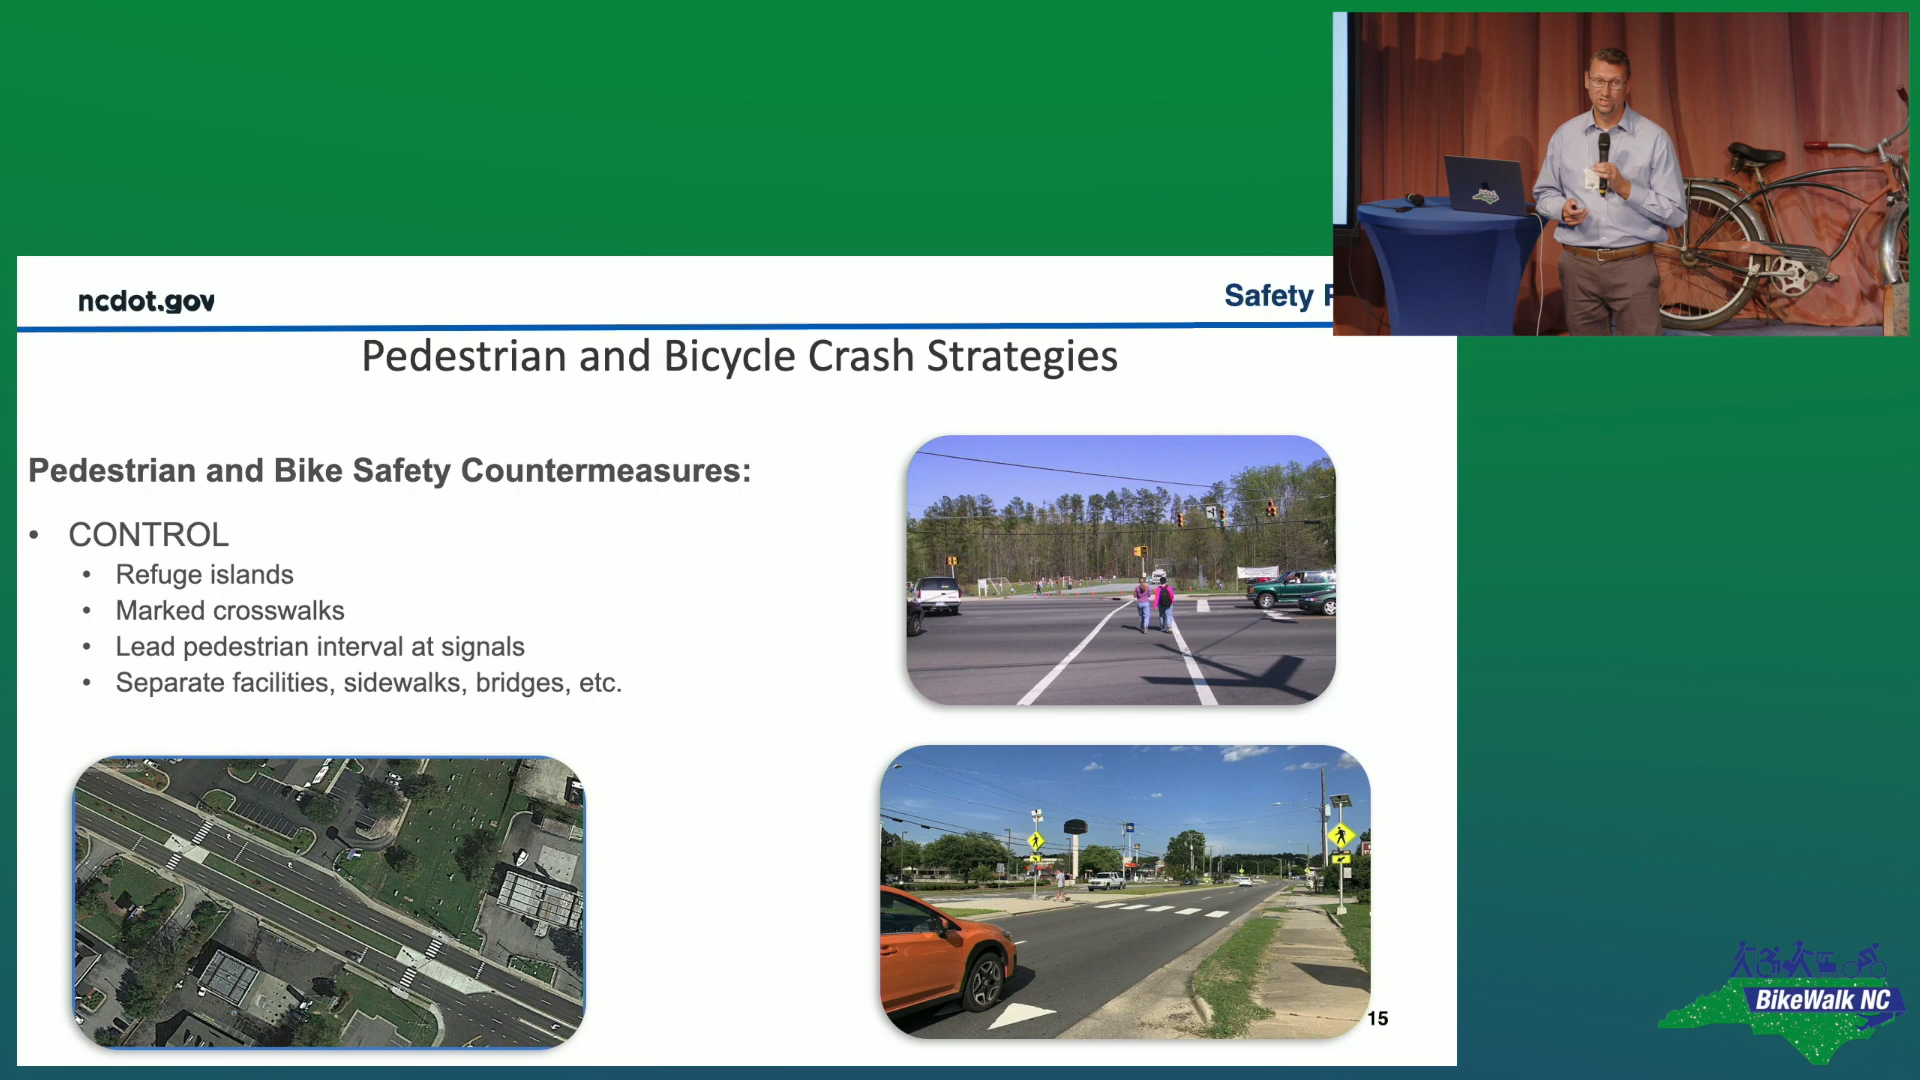 ncdot.gov
Safety
Pedestrian and Bicycle Crash Strategies
Pedestrian and Bike Safety Countermeasures:
• CONTROL
• Refuge islands
• Marked crosswalks
• Lead pedestrian interval at signals
• Separate facilities, sidewalks, bridges, etc.
15
BikeWalk NC